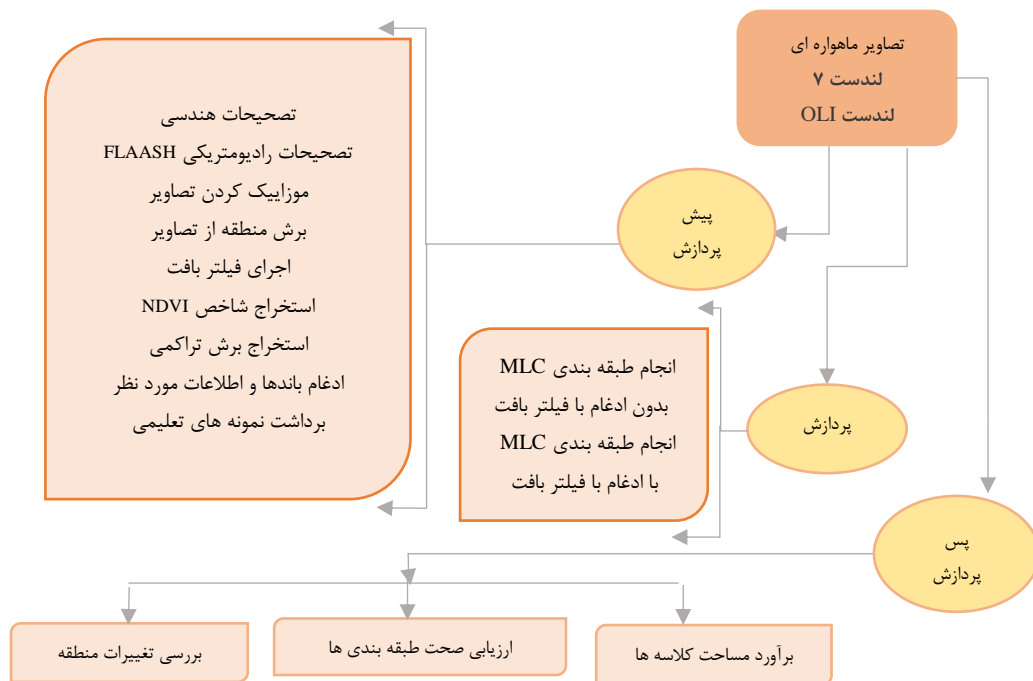 تصاویر ماهواره ای
لندست ۷
لندست OLI
پیش
پردازش
تصحیحات هندسی
تصحیحات رادیومتریکی FLAASH
موزاییک کردن تصاویر
برش منطقه از تصاویر
اجرای فیلتر بافت
استخراج شاخص NDVI
استخراج برش تراکمی
ادغام باندها و اطلاعات مورد نظر
برداشت نمونه های تعلیمی
پردازش
انجام طبقه بندی MLC
بدون ادغام با فیلتر بافت
انجام طبقه بندی MLC
با ادغام با فیلتر بافت
پس
پردازش
برآورد مساحت کلاسه ها
ارزیابی صحت طبقه بندی ها
بررسی تغییرات منطقه